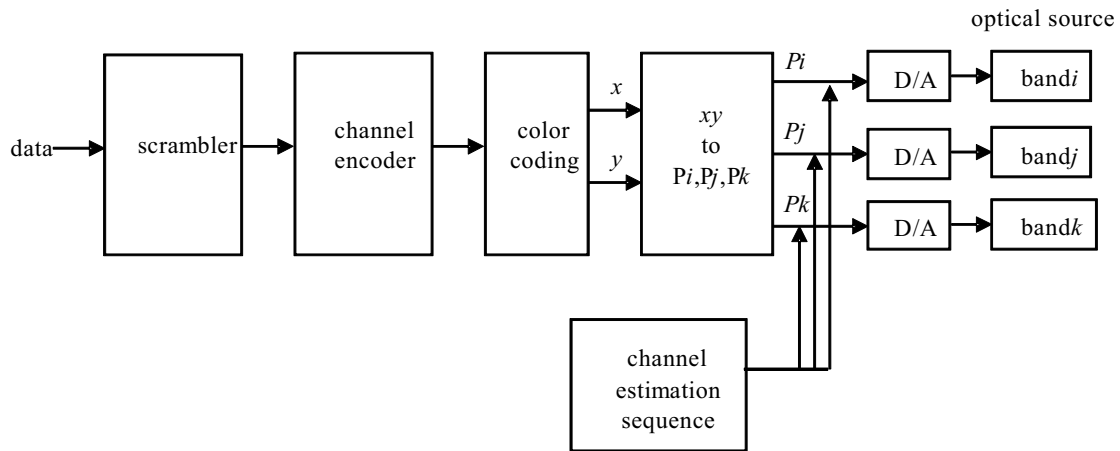 optical source
data
scrambler
channel
encoder
color
coding
x
y
xy
to
Pi,Pj,Pk
Pi
Pj
Pk
D/A
D/A
D/A
bandi
bandj
bandk
channel
estimation
sequence